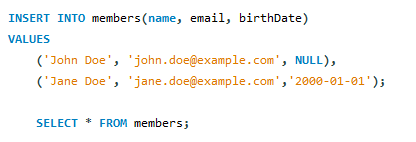 INSERT INTO members(name, email, birthDate)
VALUES
('John Doe', 'john.doe@example.com', NULL),
('Jane Doe', 'jane.doe@example.com','2000-01-01');
SELECT * FROM members;